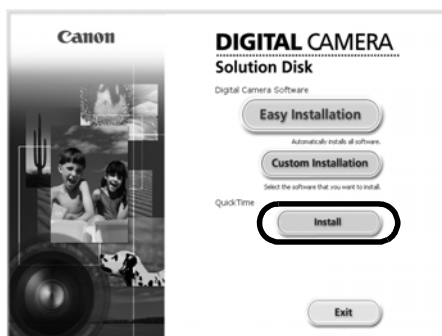 Canon
DIGITAL CAMERA
Solution Disk
Digital Camera Software
Easy Installation
Automatically installs all software.
Custom Installation
Select the software that you want to install.
QuickTime
Install
Exit